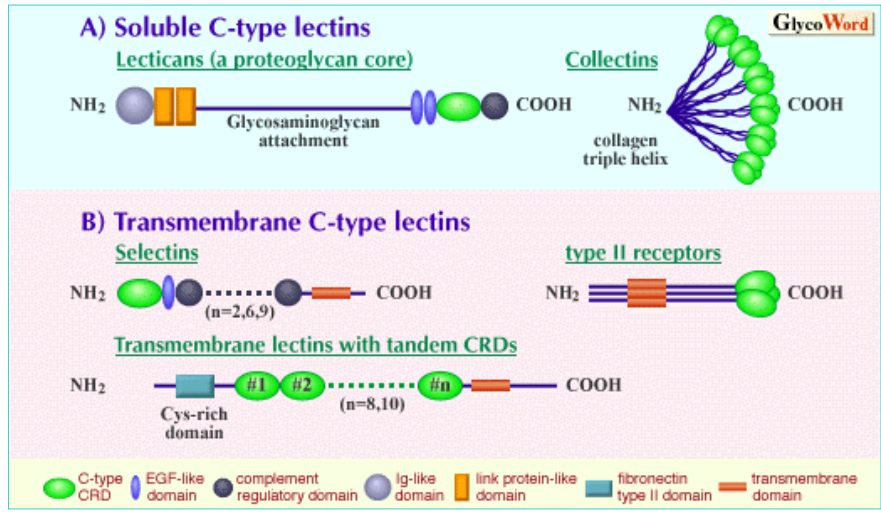 A) Soluble C-type lectins
GlycoWord
Lecticans (a proteoglycan core)
Collectins
NH2
Glycosaminoglycan
attachment
COOH
NH2
collagen
triple helix
COOH
B) Transmembrane C-type lectins
Selectins
type II receptors
NH2
(n=2,6,9)
COOH
NH2
COOH
Transmembrane lectins with tandem CRDs
NH2
Cys-rich
domain
#1
#2
(n=8,10)
#n
COOH
C-type
CRD
EGF-like
domain
complement
regulatory domain
Ig-like
domain
link protein-like
domain
fibronectin
type II domain
transmembrane
domain